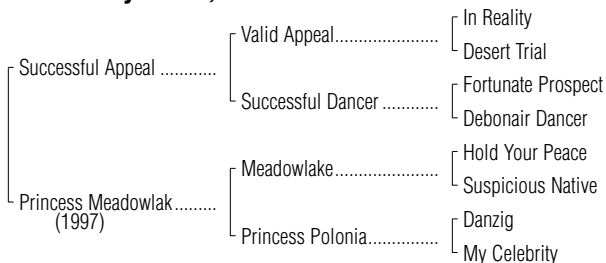 In Reality
Valid Appeal
Desert Trial
Successful Appeal
Fortunate Prospect
Successful Dancer
Debonair Dancer
Hold Your Peace
Meadowlake
Suspicious Native
Princess Meadowlak
(1997)
Danzig
Princess Polonia
My Celebrity